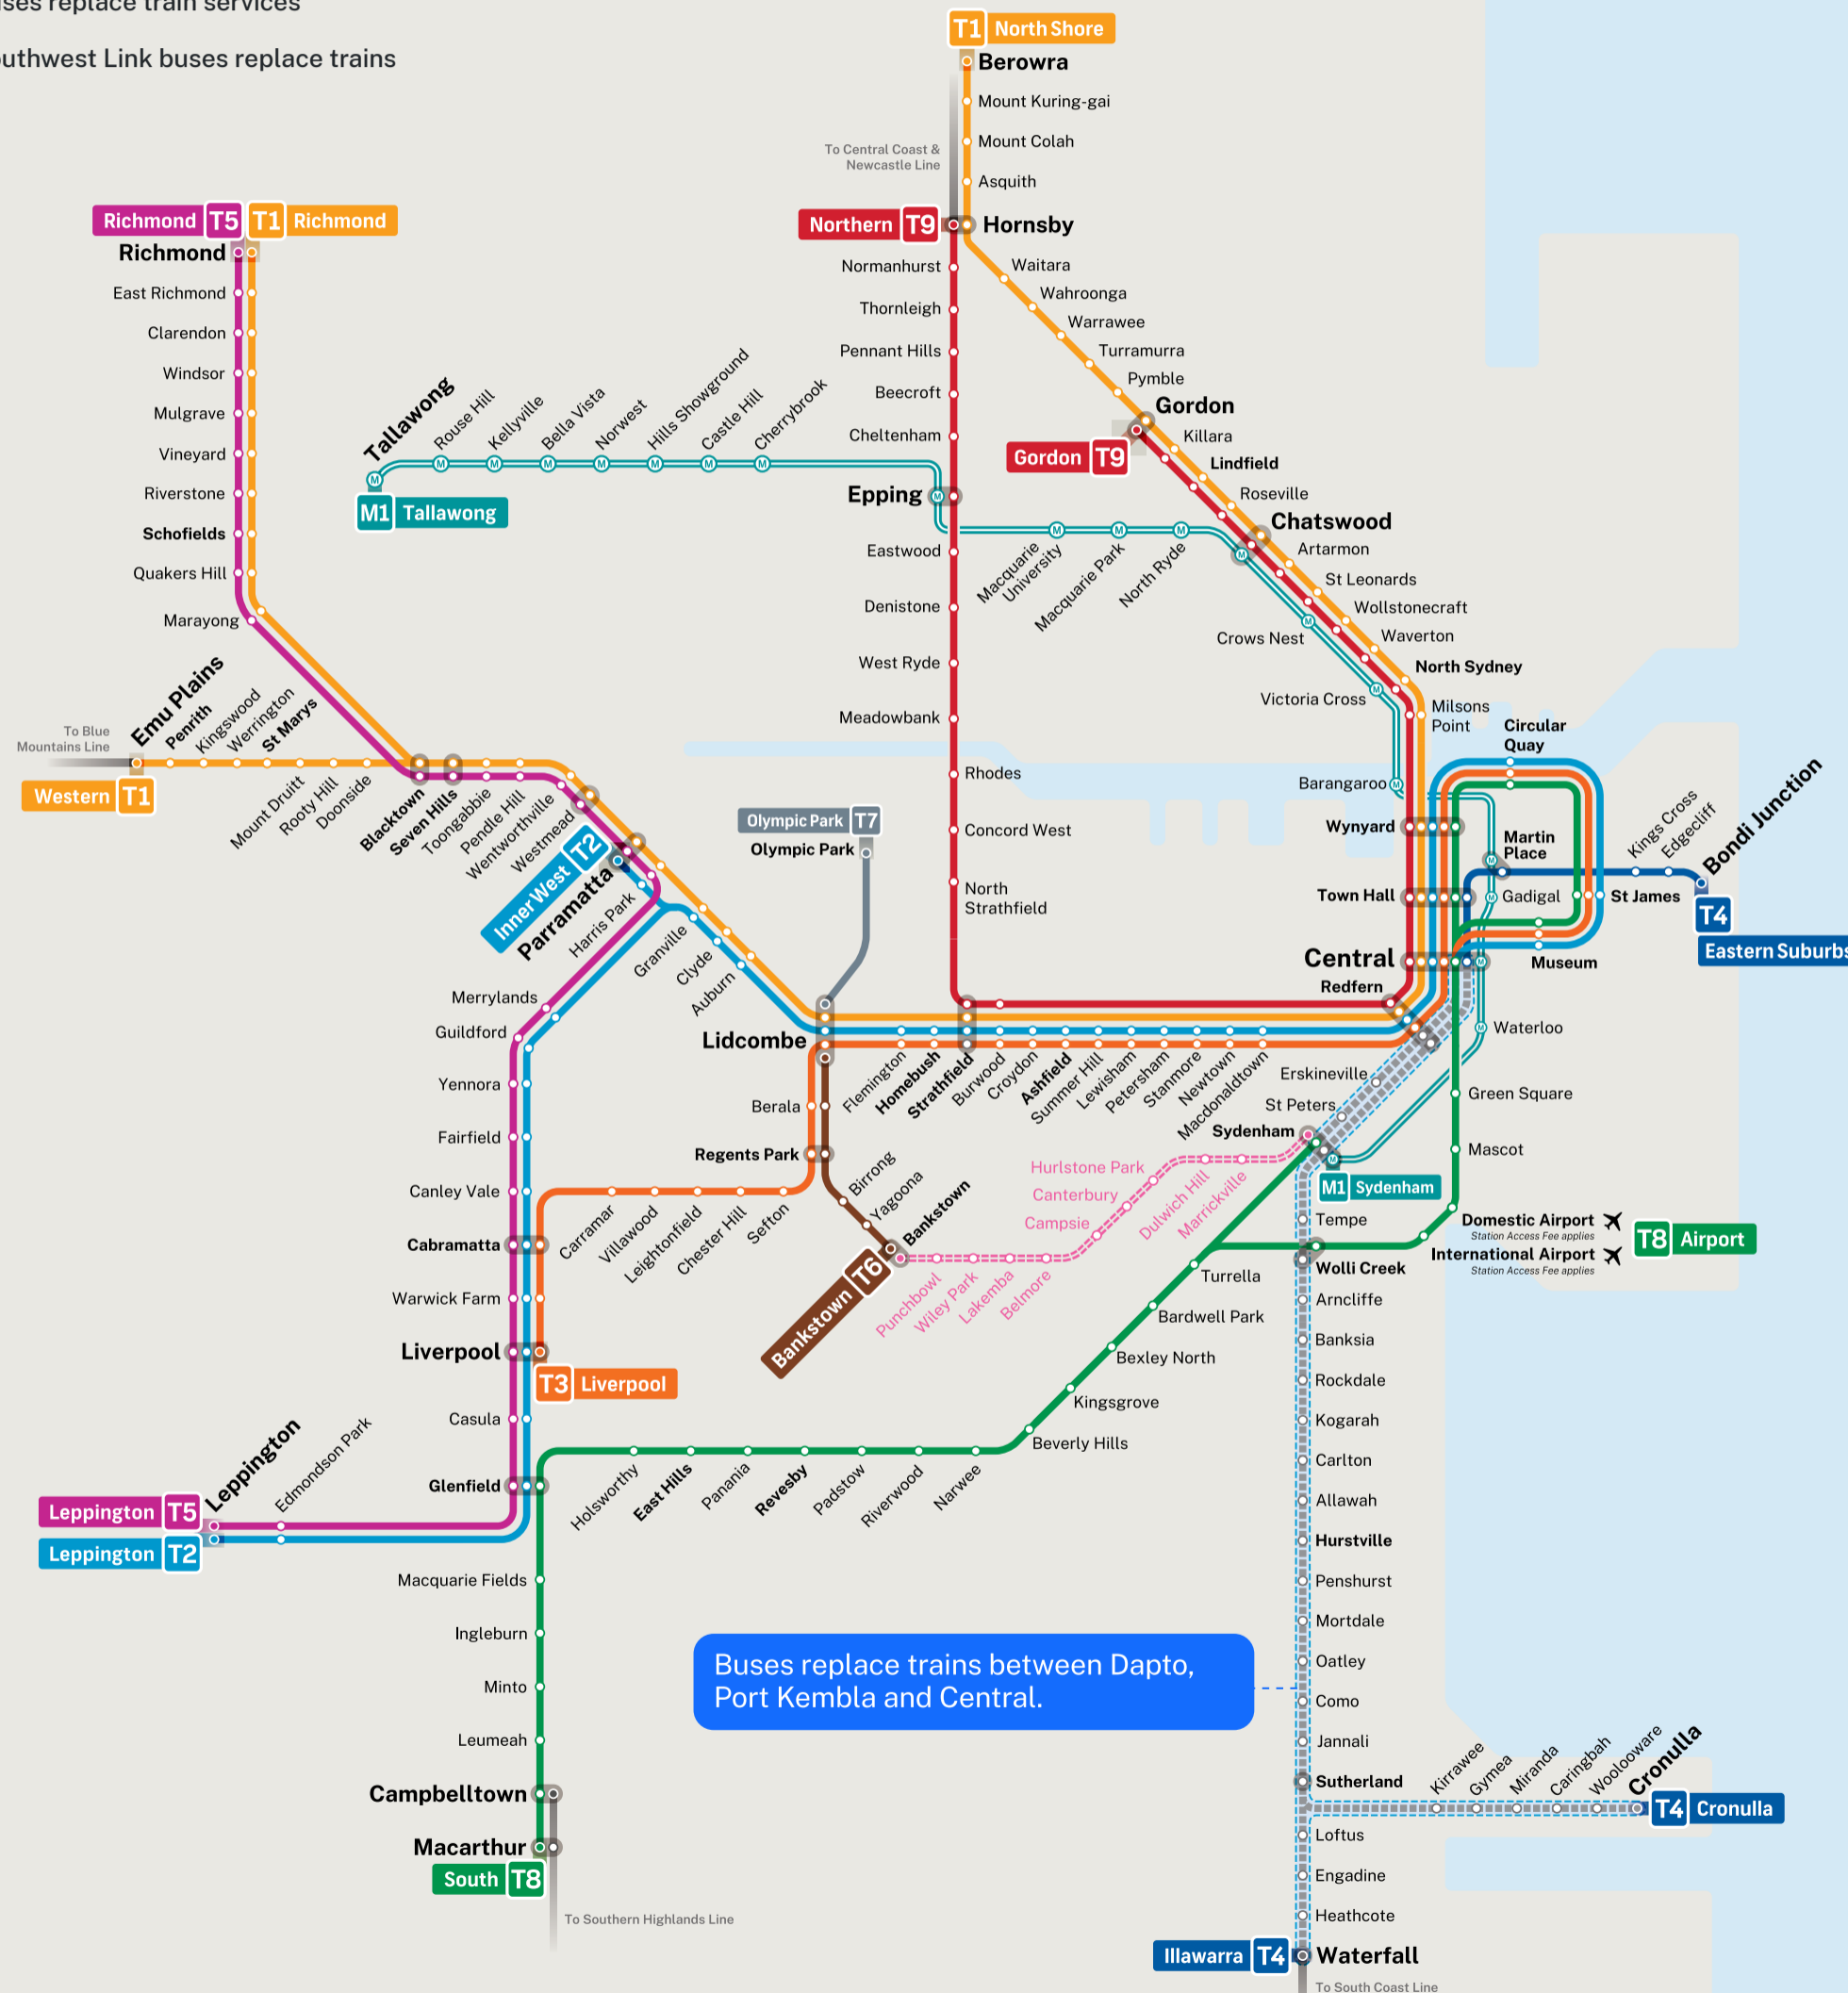 ses replace train services
uthwest Link buses replace trains
T1 North Shore
Berowra
Mount Kuring-gai
Mount Colah
Asquith
To Central Coast &
Newcastle Line
Northern T9
Hornsby
Normanhurst
Thornleigh
Pennant Hills
Beecroft
Cheltenham
Epping
Eastwood
Denistone
West Ryde
Meadowbank
Rhodes
Concord West
North
Strathfield
Waitara
Wahroonga
Warrawee
Turramurra
Pymble
Gordon
Gordon T9
Killara
Lindfield
Roseville
Chatswood
Artarmon
St Leonards
Wollstonecraft
Waverton
North Sydney
Milsons
Point
Richmond T5
T1 Richmond
Richmond
East Richmond
Clarendon
Windsor
Mulgrave
Vineyard
Riverstone
Schofields
Quakers Hill
Marayong
Tallawong
M1 Tallawong
Rouse Hill
Kellyville
Bella Vista
Norwest
Hills Showground
Castle Hill
Cherrybrook
Macquarie
University
Macquarie Park
North Ryde
Crows Nest
Victoria Cross
Barangaroo
To Blue
Mountains Line
Western T1
Emu Plains
Penrith
Kingswood
Werrington
St Marys
Mount Druitt
Rooty Hill
Doonside
Blacktown
Seven Hills
Toongabbie
Pendle Hill
Wentworthville
Westmead
Inner West T2
Parramatta
Harris Park
Granville
Clyde
Auburn
Lidcombe
Olympic Park T7
Olympic Park
Circular
Quay
Wynyard
Martin
Place
Town Hall
Gadigal
St James
Kings Cross
Edgecliff
Bondi Junction
T4
Eastern Suburbs
Central
Museum
Redfern
Waterloo
Flemington
Homebush
Strathfield
Burwood
Croydon
Ashfield
Summer Hill
Lewisham
Petersham
Stanmore
Newtown
Macdonaldtown
Erskineville
St Peters
Sydenham
M1 Sydenham
Green Square
Mascot
Domestic Airport
Station Access Fee applies
International Airport
Station Access Fee applies
T8 Airport
Merrylands
Guildford
Yennora
Fairfield
Canley Vale
Cabramatta
Warwick Farm
Liverpool
T3 Liverpool
Casula
Glenfield
Berala
Regents Park
Carramar
Villawood
Leightonfield
Chester Hill
Sefton
Birrong
Yagoona
Bankstown
Bankstown T6
Punchbowl
Wiley Park
Lakemba
Belmore
Campsie
Canterbury
Hurlstone Park
Dulwich Hill
Marrickville
Tempe
Wolli Creek
Turrella
Bardwell Park
Bexley North
Kingsgrove
Beverly Hills
Narwee
Riverwood
Padstow
Revesby
Panania
East Hills
Holsworthy
Leppington T5
Leppington T2
Leppington
Edmondson Park
Macquarie Fields
Ingleburn
Minto
Leumeah
Campbelltown
Macarthur
South T8
To Southern Highlands Line
Arncliffe
Banksia
Rockdale
Kogarah
Carlton
Allawah
Hurstville
Penshurst
Mortdale
Oatley
Como
Jannali
Sutherland
Buses replace trains between Dapto,
Port Kembla and Central.
Kirrawee
Gymea
Miranda
Caringbah
Woolooware
Cronulla
T4 Cronulla
Loftus
Engadine
Heathcote
Illawarra T4
Waterfall
To South Coast Line